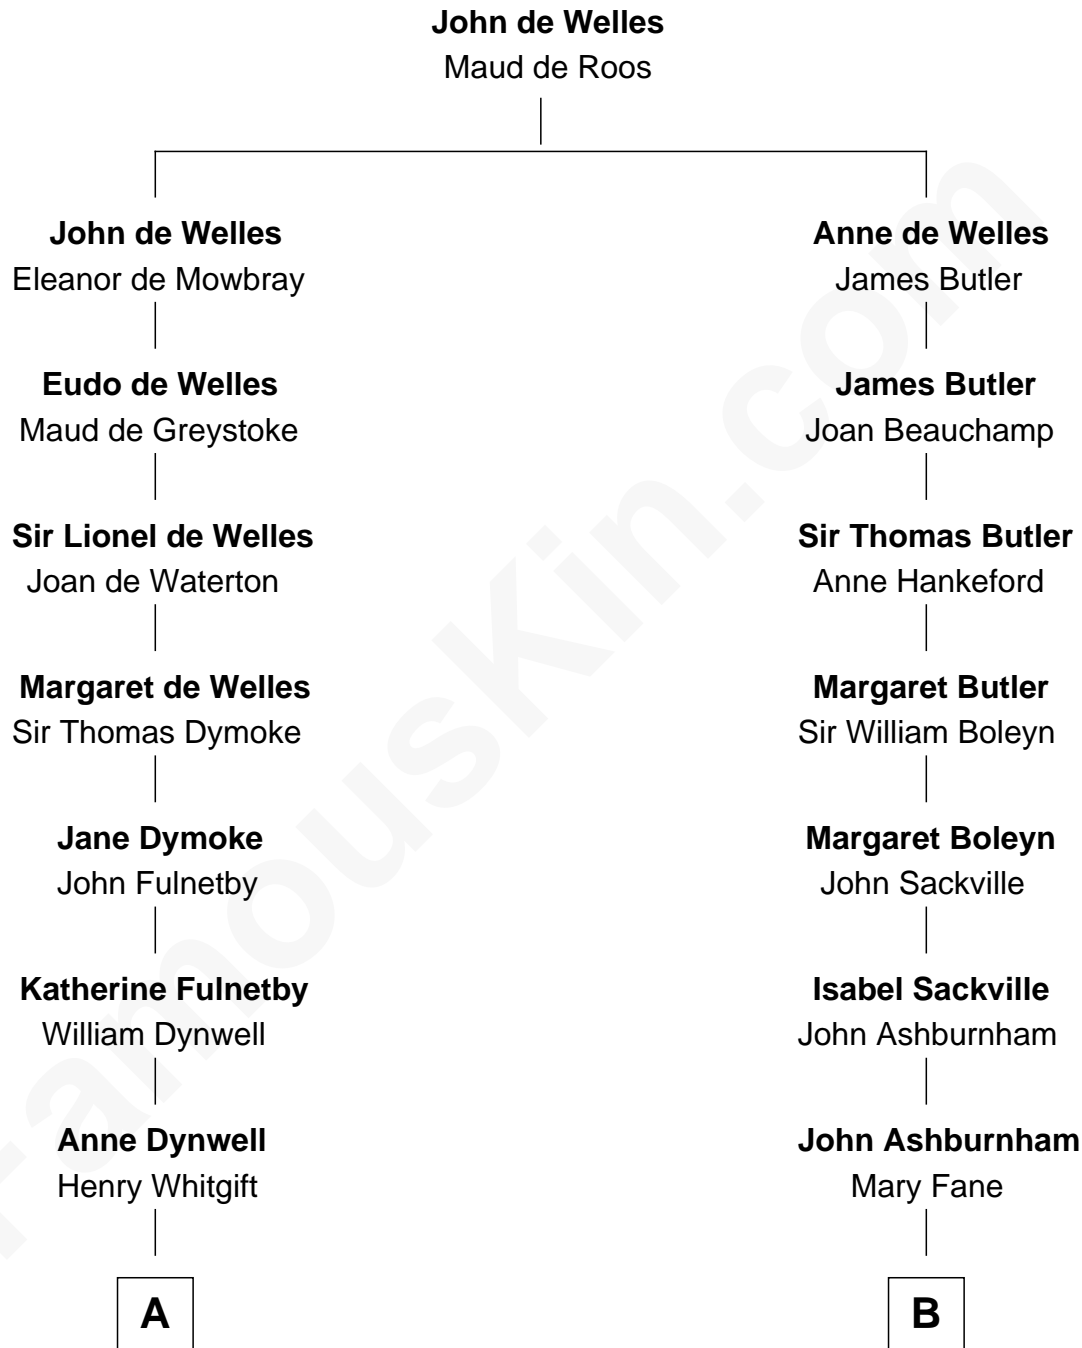 John de Welles
Maud de Roos
John de Welles
Eleanor de Mowbray
Anne de Welles
James Butler
Eudo de Welles
Maud de Greystoke
James Butler
Joan Beauchamp
Sir Lionel de Welles
Joan de Waterton
Sir Thomas Butler
Anne Hankeford
Margaret de Welles
Sir Thomas Dymoke
Margaret Butler
Sir William Boleyn
Jane Dymoke
John Fulnetby
Margaret Boleyn
John Sackville
Katherine Fulnetby
William Dynwell
Isabel Sackville
John Ashburnham
Anne Dynwell
Henry Whitgift
John Ashburnham
Mary Fane
A
B
FamousKin.com